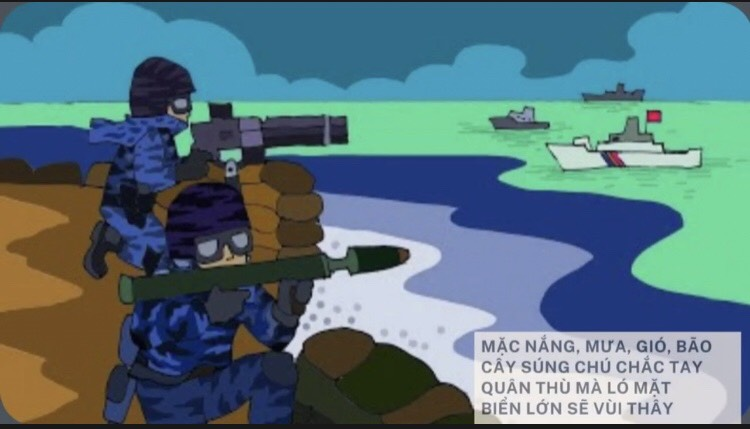 MẶC NẮNG, MƯA, GIÓ, BÃO
CÂY SÚNG CHÚ CHẮC TAY
QUÂN THÙ MÀ LÓ MẶT
BIỂN LỚN SẼ VÙI THÂY